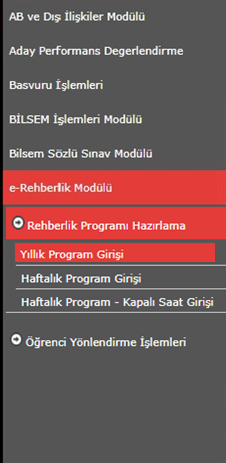 AB ve Dış İlişkiler Modülü
Aday Performans Degerlendirme
Basvuru İşlemleri
BİLSEM İşlemleri Modülü
Bilsem Sözlü Sınav Modülü
e-Rehberlik Modülü
Rehberlik Programı Hazırlama
Yıllık Program Girişi
Haftalık Program Girişi
Haftalık Program - Kapalı Saat Girişi
Öğrenci Yönlendirme İşlemleri